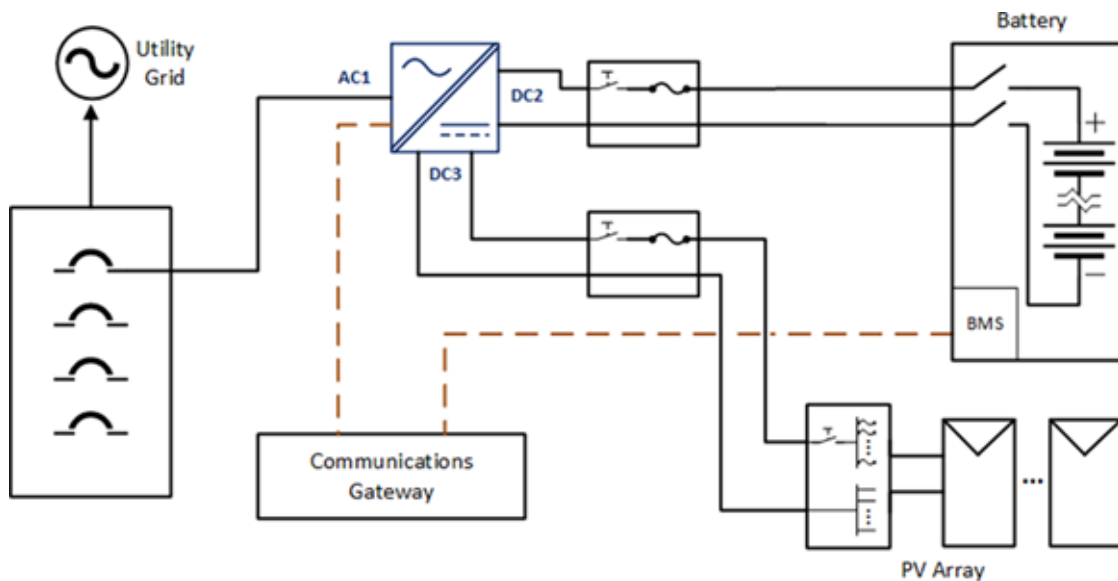 Battery
Utility
Grid
AC1
DC2
DC3
+
−
BMS
Communications
Gateway
...
PV Array